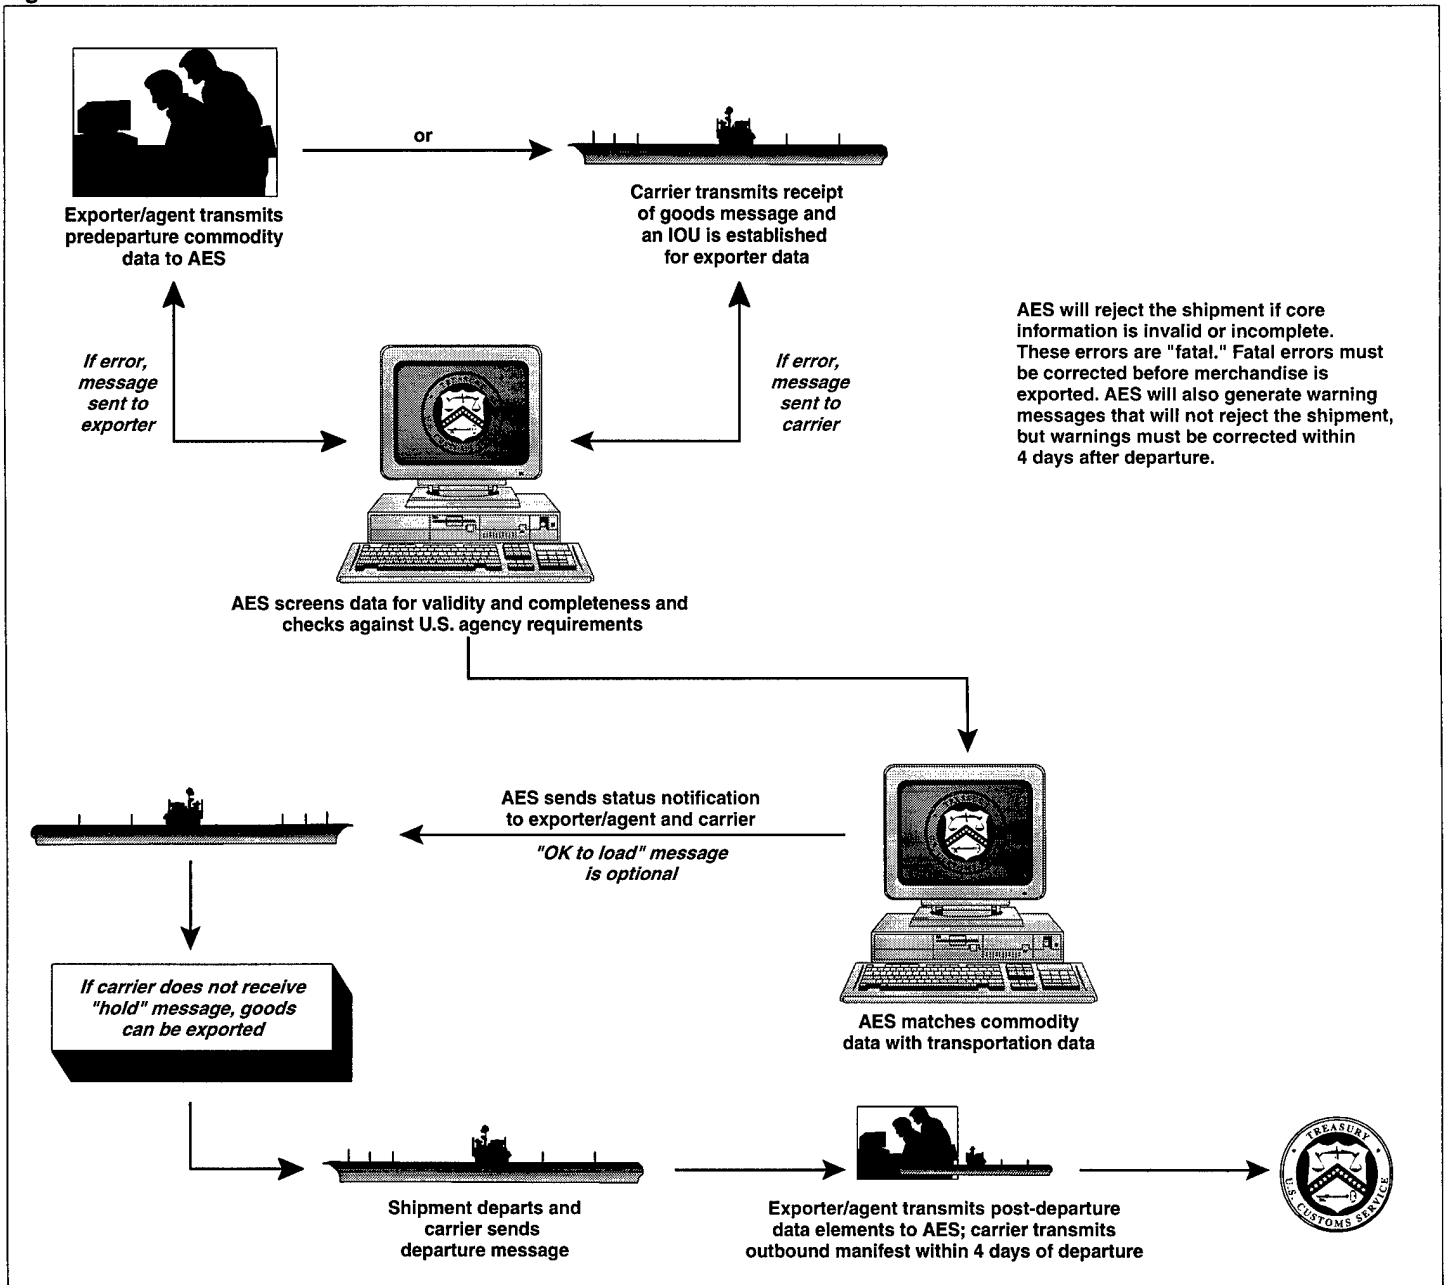 or
Exporter/agent transmits
predeparture commodity
data to AES
Carrier transmits receipt
of goods message and
an IOU is established
for exporter data
If error,
message
sent to
exporter
If error,
message
sent to
carrier
AES will reject the shipment if core
information is invalid or incomplete.
These errors are "fatal." Fatal errors must
be corrected before merchandise is
exported. AES will also generate warning
messages that will not reject the shipment,
but warnings must be corrected within
4 days after departure.
AES screens data for validity and completeness and
checks against U.S. agency requirements
AES sends status notification
to exporter/agent and carrier
"OK to load" message
is optional
If carrier does not receive
"hold" message, goods
can be exported
AES matches commodity
data with transportation data
Shipment departs and
carrier sends
departure message
Exporter/agent transmits post-departure
data elements to AES; carrier transmits
outbound manifest within 4 days of departure
TREASURY
U.S. CUSTOMS SERVICE